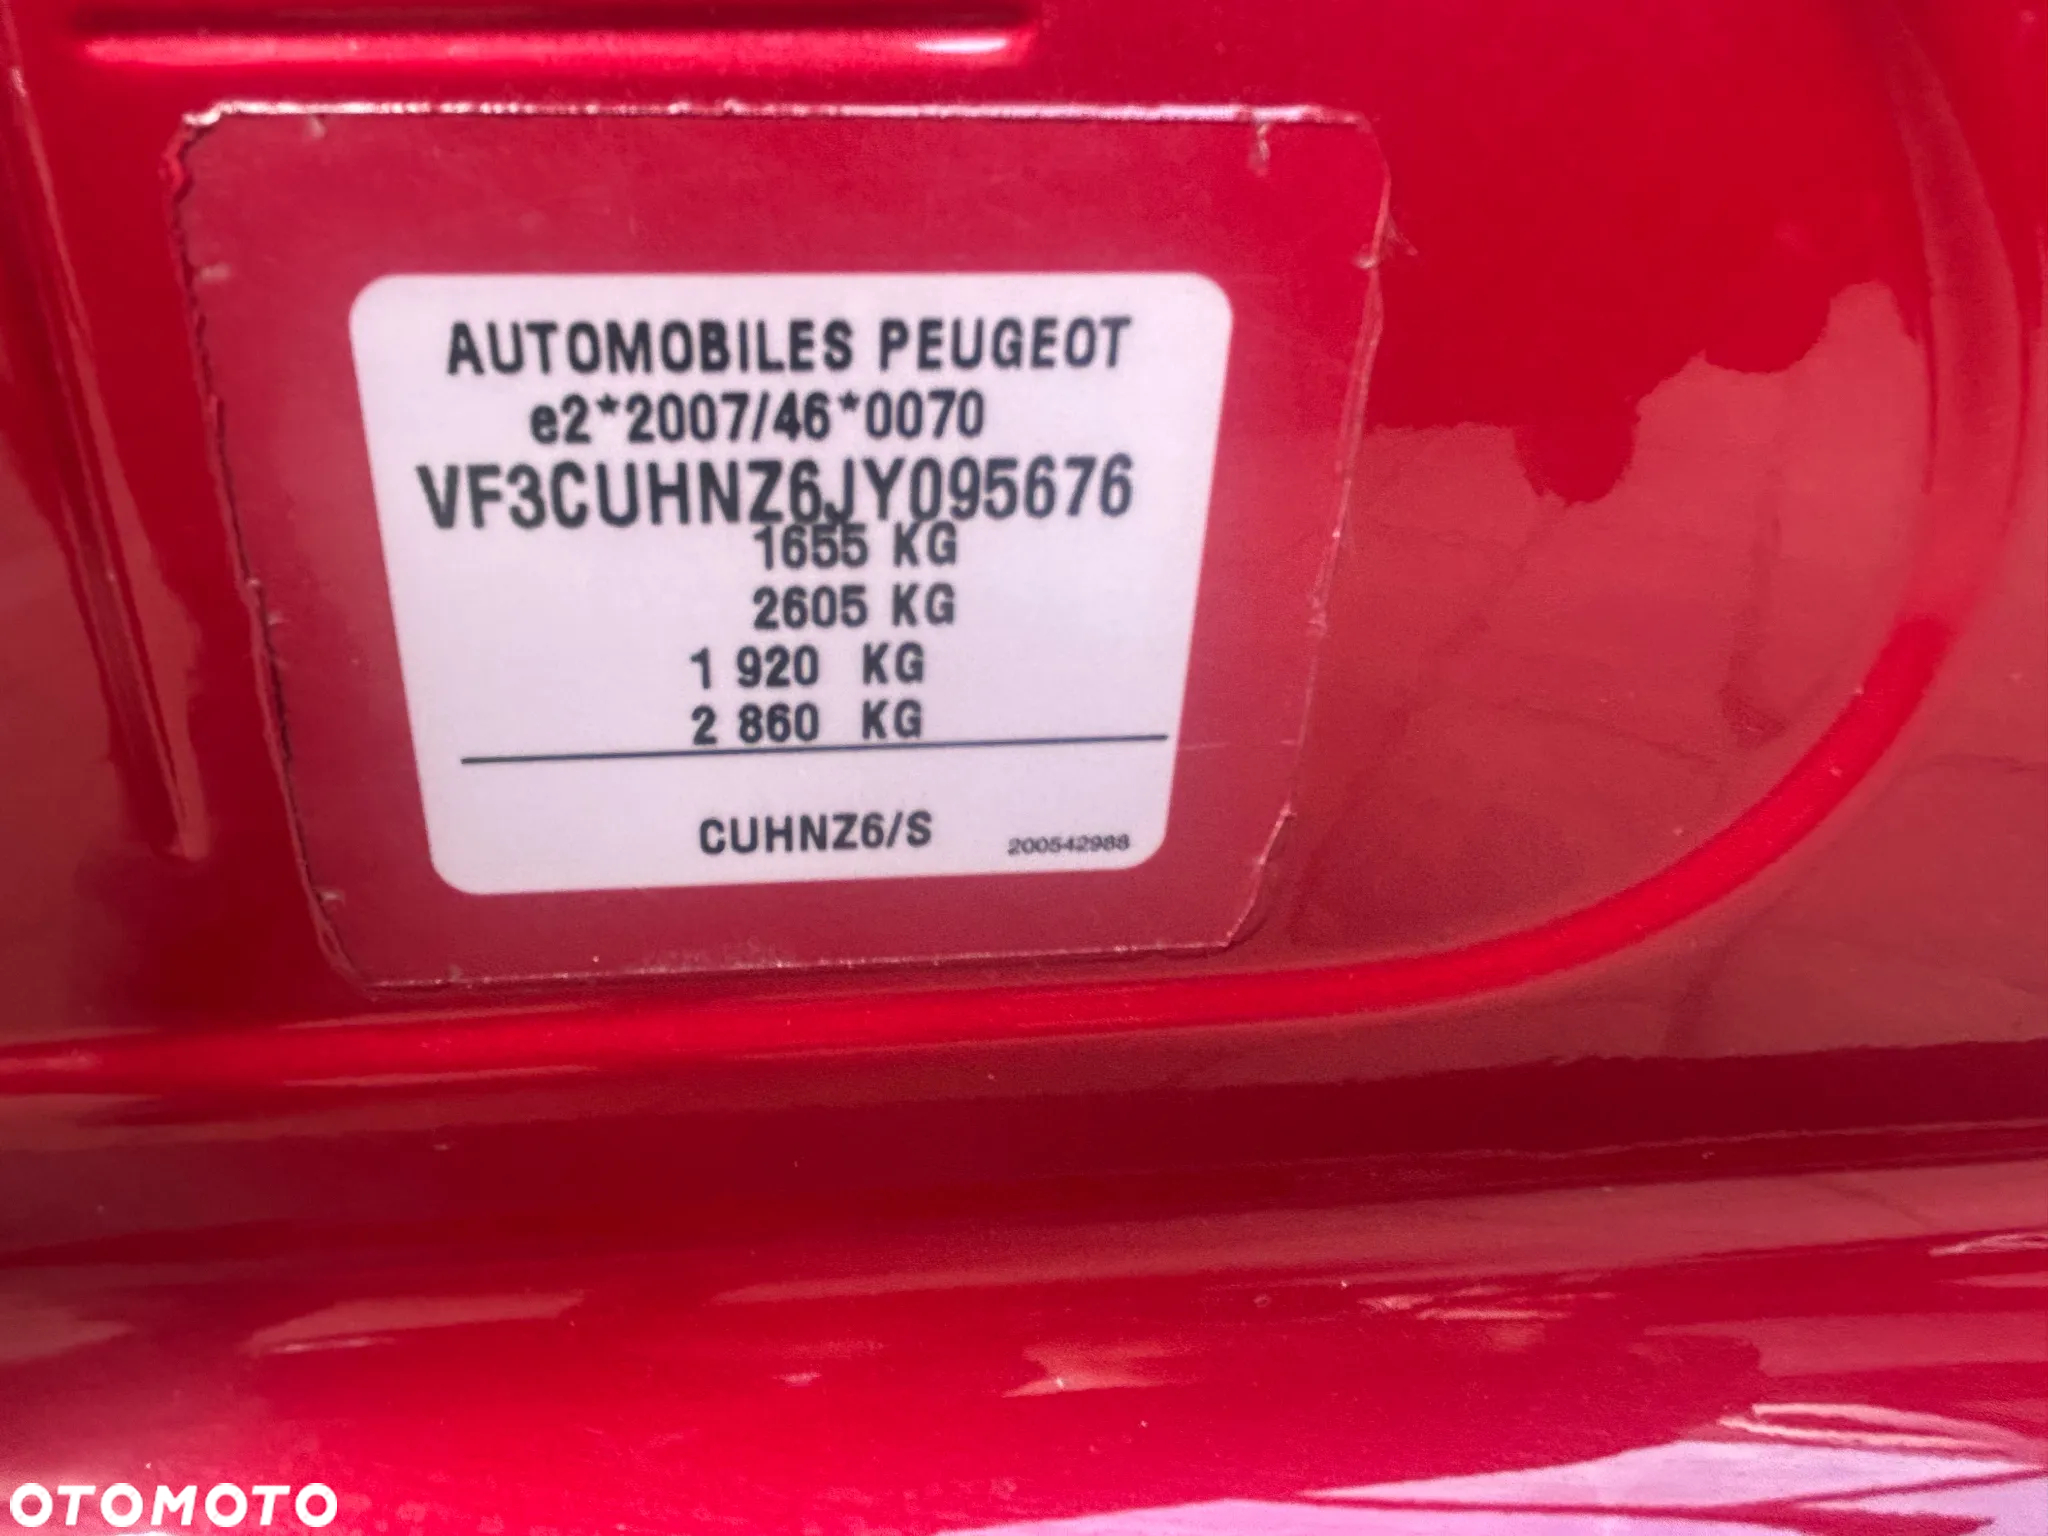 AUTOMOBILES PEUGEOT
e2*2007/46*0070
VF3CUHNZ6JY095676
1655 KG
2605 KG
1 920 KG
2 860 KG
CUHNZ6/S
200542988
OTOMOTO